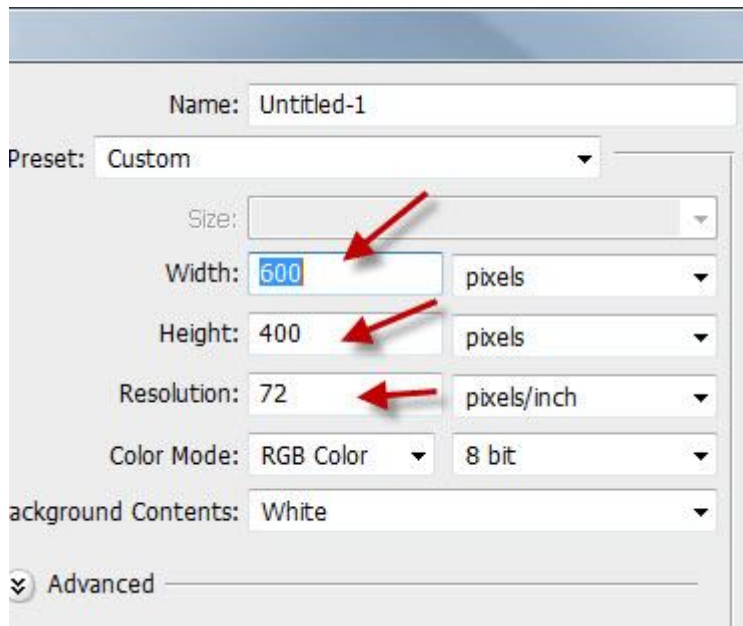 Name: Untitled-1
Preset: Custom
Size:
Width: 600 pixels
Height: 400 pixels
Resolution: 72 pixels/inch
Color Mode: RGB Color 8 bit
ackground Contents: White
Advanced